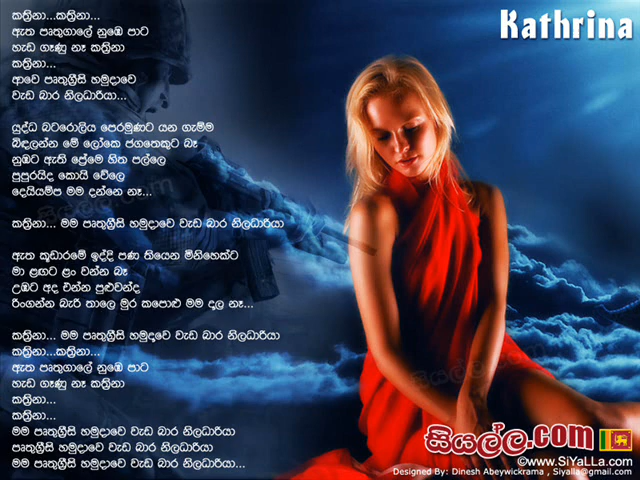 Kathrina
කත්‍රිනා...කත්‍රිනා...
ඇත පෘතුගාලේ නුඹෙ පාට
හැඩ ගෑණු නෑ කත්‍රිනා
කත්‍රිනා...
ආවෙ පෘතුග්‍රීසි හමුදාවෙ
වැඩ බාර නිලධාරියා...
යුද්ධ බටරොලිය පෙරමුණට යන ගැම්ම
බිඳලන්න මේ ලෝකෙ ජගතෙකුට බෑ
නුඹට ඇති ප්‍රේමෙ හිත පල්ලෙ
පුපුරයිද කොයි වේලෙ
දෙයියම්ප මම දන්නෙ නෑ...
කත්‍රිනා... මම පෘතුග්‍රීසි හමුදාවෙ වැඩ බාර නිලධාරියා
ඇත කූඩාරමේ ඉද්දි පණ තියෙන මිනිහෙක්ට
මා ළඟට ළං වන්න බෑ
උඹට අද එන්න පුළුවන්ද
රිංගන්න බැරි තාලෙ මුර කපොළු මම දල නෑ...
කත්‍රිනා... මම පෘතුග්‍රීසි හමුදාවෙ වැඩ බාර නිලධාරියා
කත්‍රිනා...කත්‍රිනා...
ඇත පෘතුගාලේ නුඹෙ පාට
හැඩ ගෑණු නෑ කත්‍රිනා
කත්‍රිනා...
කත්‍රිනා...
මම පෘතුග්‍රීසි හමුදාවෙ වැඩ බාර නිලධාරියා
පෘතුග්‍රීසි හමුදාවෙ වැඩ බාර නිලධාරියා
මම පෘතුග්‍රීසි හමුදාවෙ වැඩ බාර නිලධාරියා...
සියල්ල.com
©www.SiYaLLa.com
Designed By: Dinesh Abeywickrama , Siyalla@gmail.com